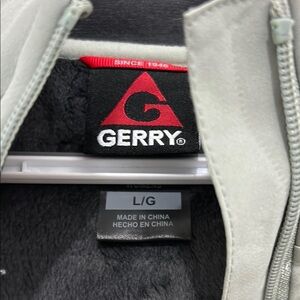 SINCE 1946
G
GERRY®
L/G
MADE IN CHINA
HECHO EN CHINA